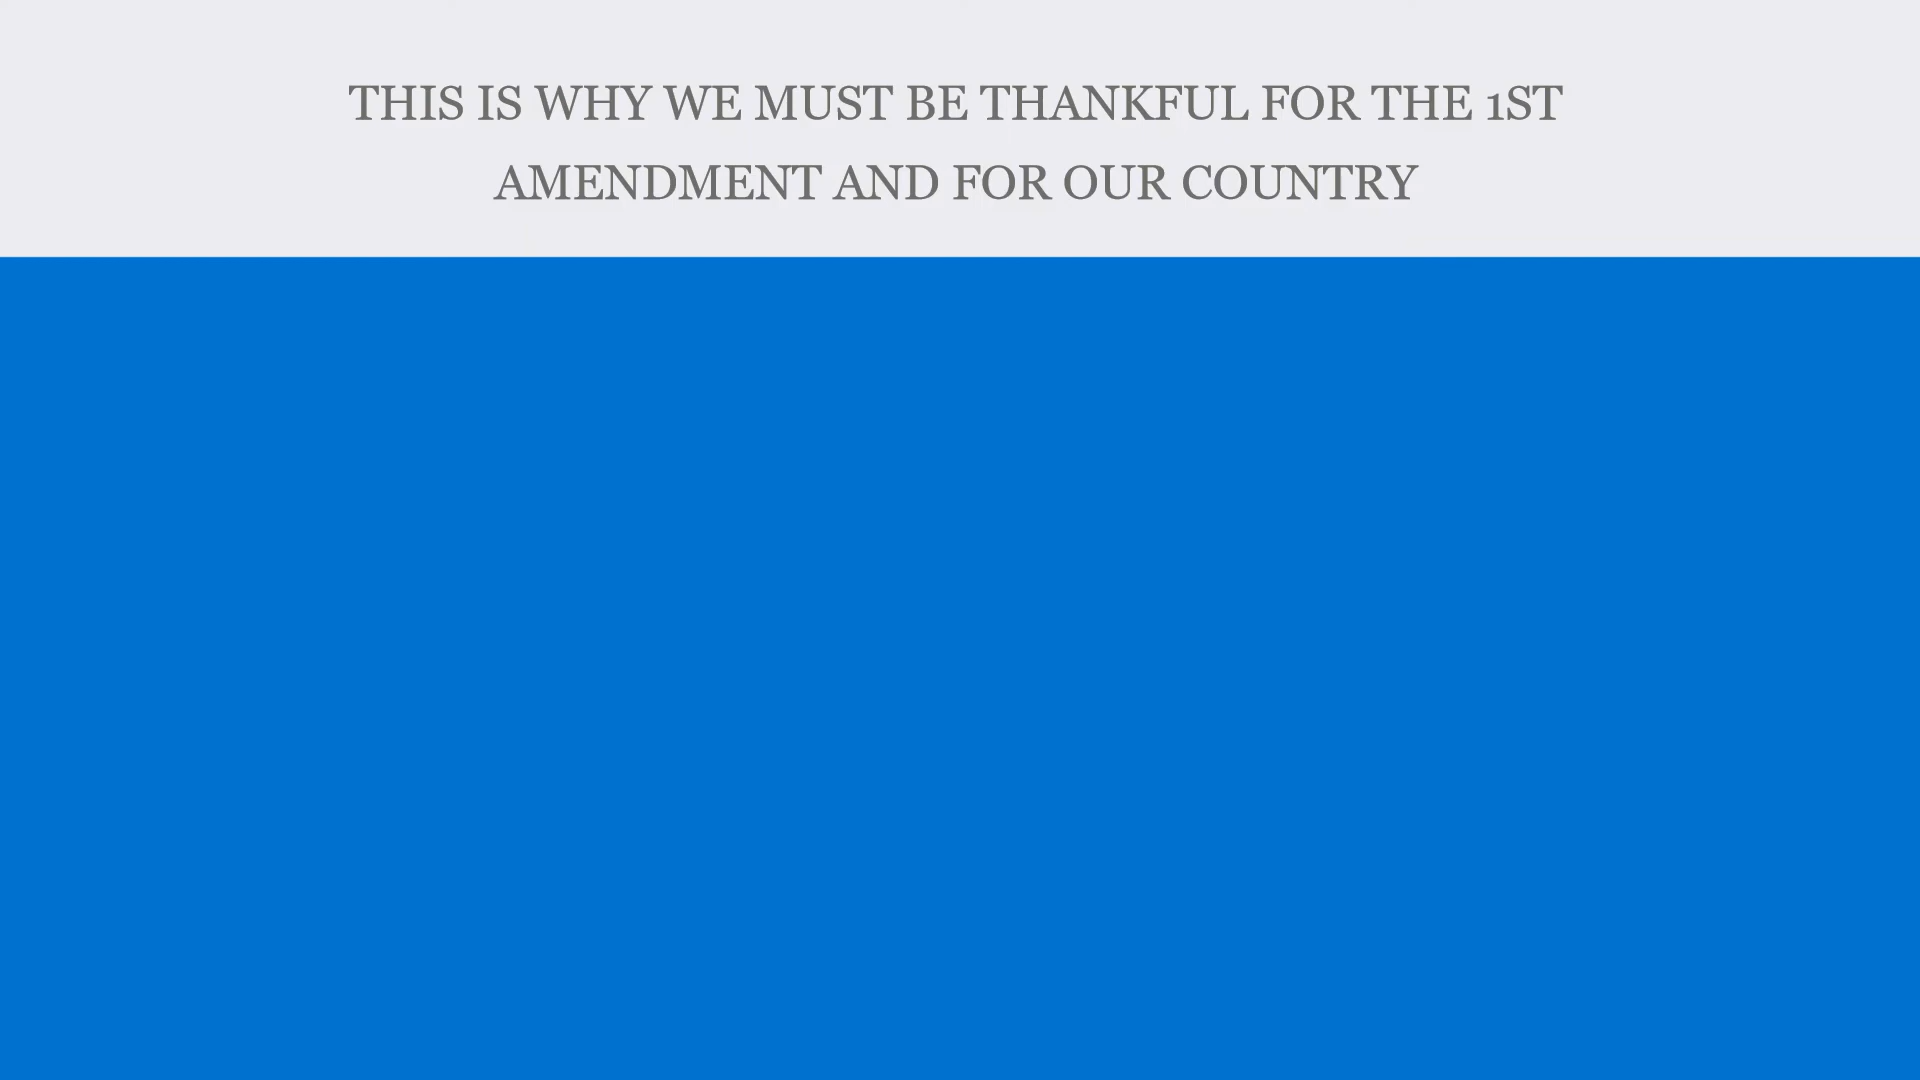 THIS IS WHY WE MUST BE THANKFUL FOR THE 1ST
AMENDMENT AND FOR OUR COUNTRY